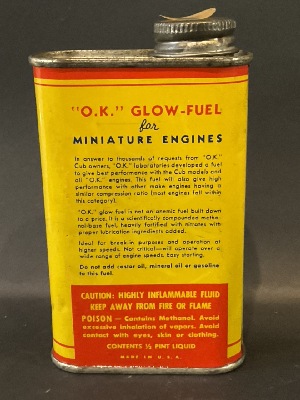 "O.K." GLOW-FUEL
for
MINIATURE ENGINES
In answer to thousands of requests from "O.K."
Cub owners, "O.K." laboratories developed a fuel
to give best performance with the Cub models and
all "O.K." engines. This fuel will also give high
performance with other make engines having a
similar compression ratio (most engines fall within
this category).
"O.K." glow fuel is not an anemic fuel built down
to a price. It is a scientifically compounded metha-
nol-base fuel, heavily fortified with nitrates with
proper lubrication ingredients added.
Ideal for break-in purposes and operation at
higher speeds. Not critical—will operate over a
wide range of engine speeds. Easy starting.
Do not add castor oil, mineral oil or gasoline
to this fuel.
CAUTION: HIGHLY INFLAMMABLE FLUID
KEEP AWAY FROM FIRE OR FLAME
POISON — Contains Methanol. Avoid
excessive inhalation of vapors. Avoid
contact with eyes, skin or clothing.
CONTENTS ½ PINT LIQUID
MADE IN U.S.A.